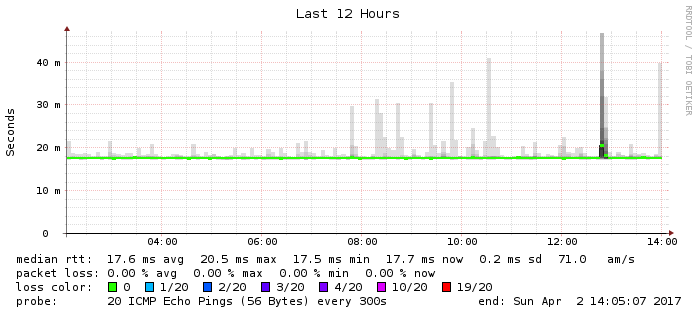 Last 12 Hours
RRDTOOL / TOBI OETIKER
Seconds
40 m
30 m
20 m
10 m
0
04:00 06:00 08:00 10:00 12:00 14:00
median rtt: 17.6 ms avg 20.5 ms max 17.5 ms min 17.7 ms now 0.2 ms sd 71.0 am/s
packet loss: 0.00 % avg 0.00 % max 0.00 % min 0.00 % now
loss color: 0 1/20 2/20 3/20 4/20 10/20 19/20
probe: 20 ICMP Echo Pings (56 Bytes) every 300s end: Sun Apr 2 14:05:07 2017